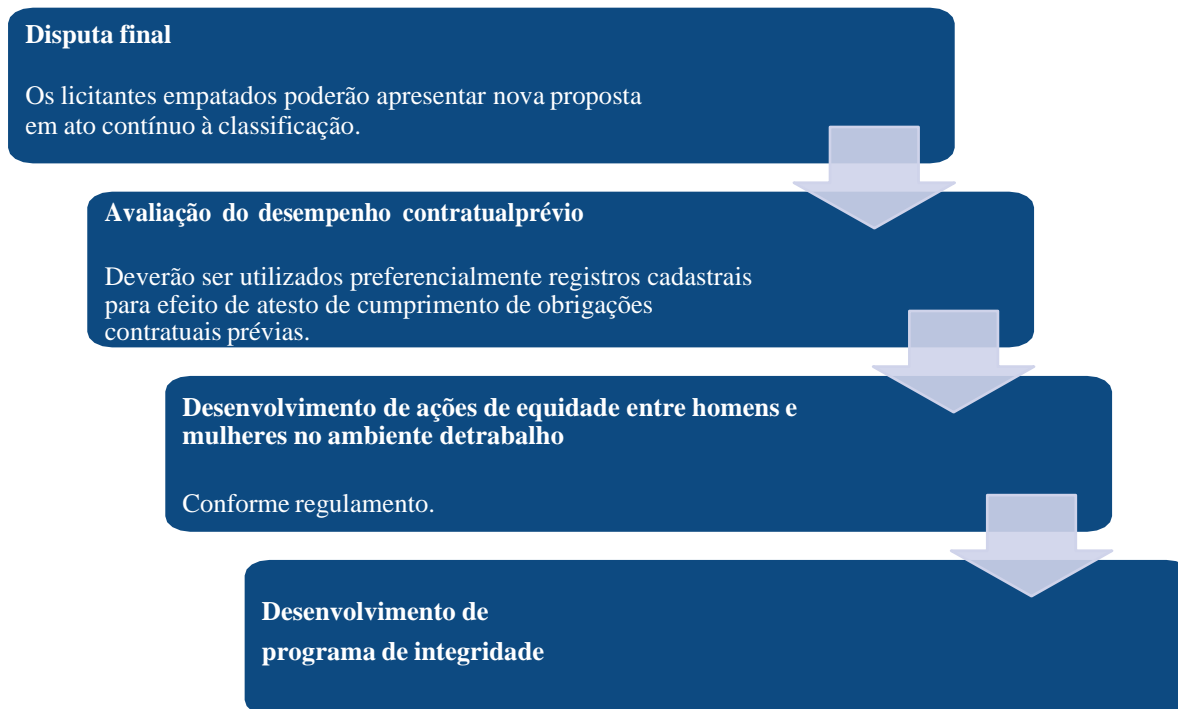 Disputa final
Os licitantes empatados poderão apresentar nova proposta
em ato contínuo à classificação.
Avaliação do desempenho contratualprévio
Deverão ser utilizados preferencialmente registros cadastrais
para efeito de atesto de cumprimento de obrigações
contratuais prévias.
Desenvolvimento de ações de equidade entre homens e
mulheres no ambiente detrabalho
Conforme regulamento.
Desenvolvimento de
programa de integridade